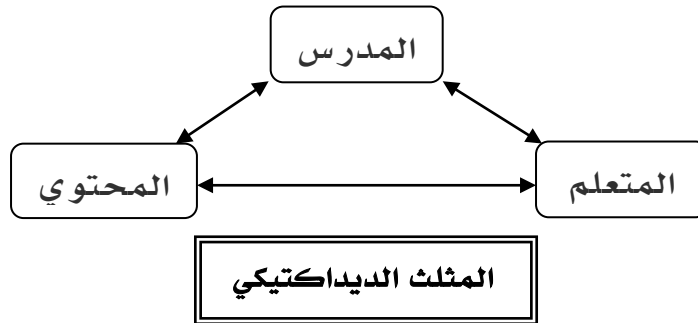 المدرس
المتعلم
المحتوي
المثلث الديداكتيكي